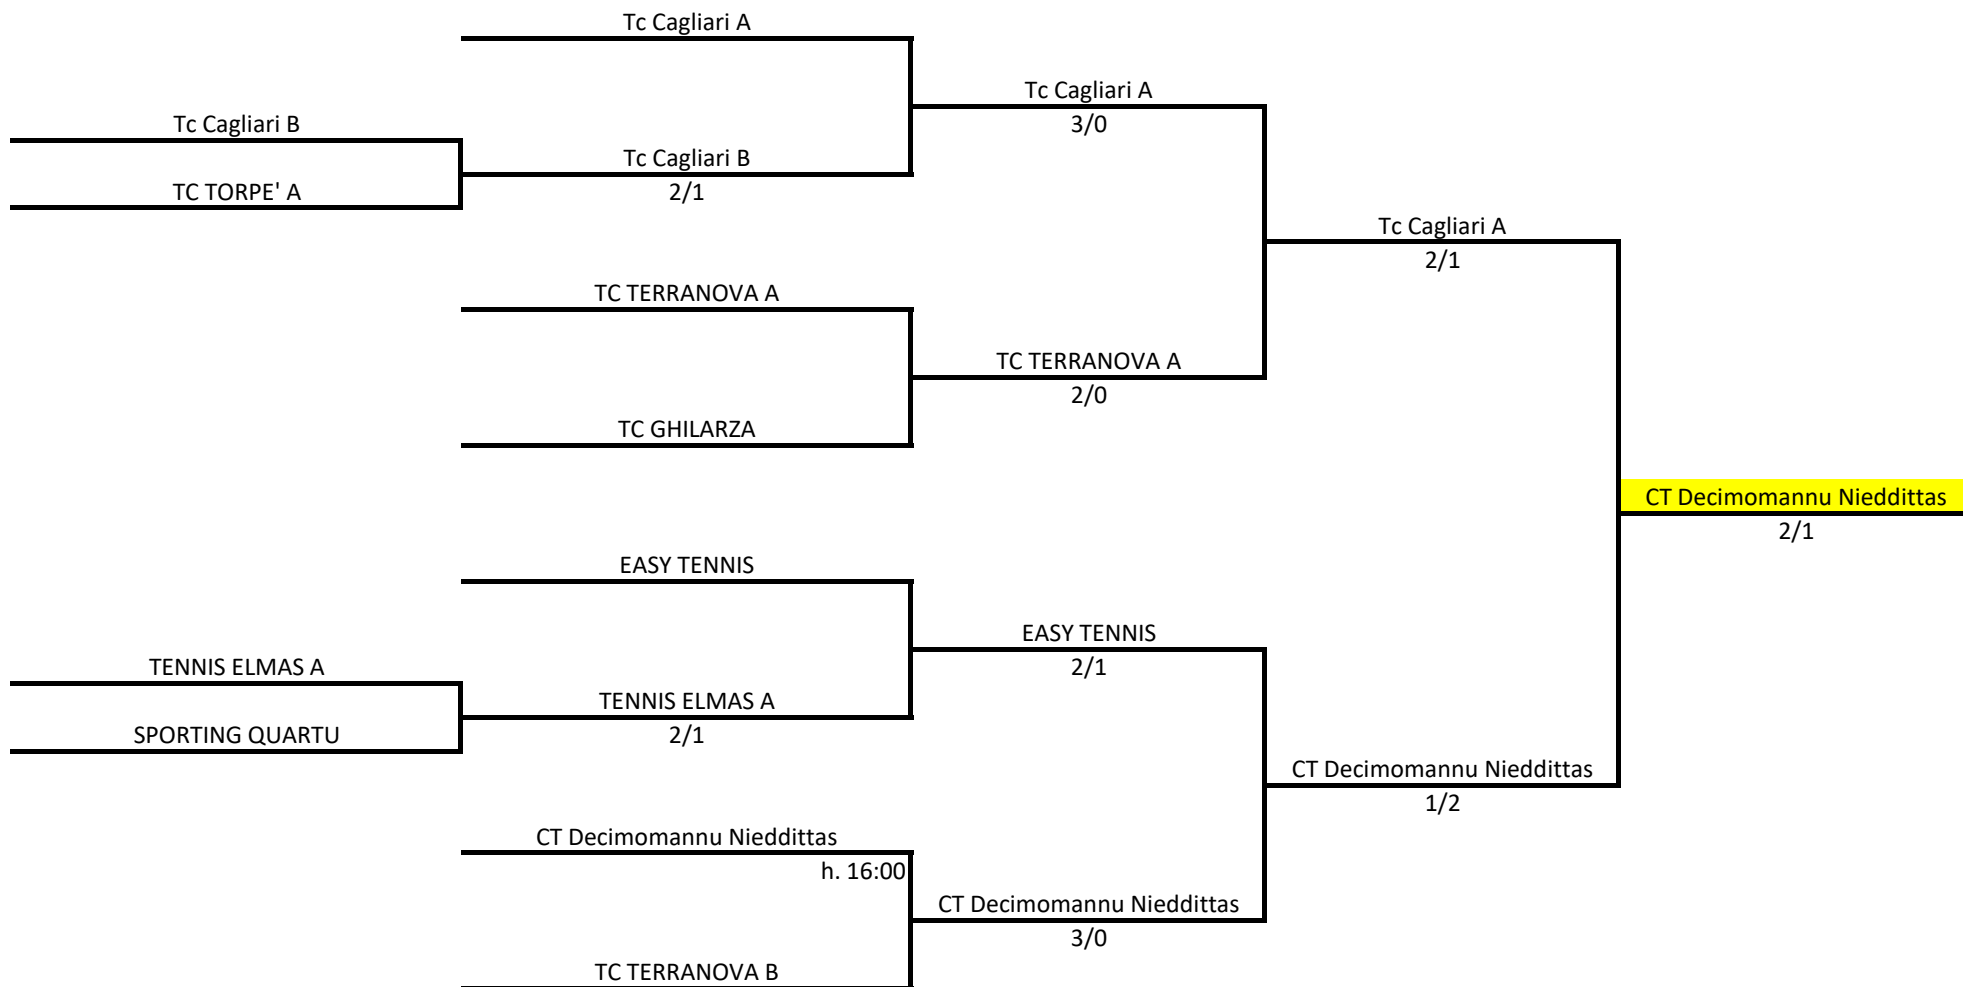 Tc Cagliari A
Tc Cagliari A
3/0
Tc Cagliari B
Tc Cagliari B
2/1
TC TORPE' A
Tc Cagliari A
2/1
TC TERRANOVA A
TC TERRANOVA A
2/0
TC GHILARZA
CT Decimomannu Nieddittas
2/1
EASY TENNIS
EASY TENNIS
2/1
TENNIS ELMAS A
TENNIS ELMAS A
2/1
SPORTING QUARTU
CT Decimomannu Nieddittas
1/2
CT Decimomannu Nieddittas
h. 16:00
CT Decimomannu Nieddittas
3/0
TC TERRANOVA B